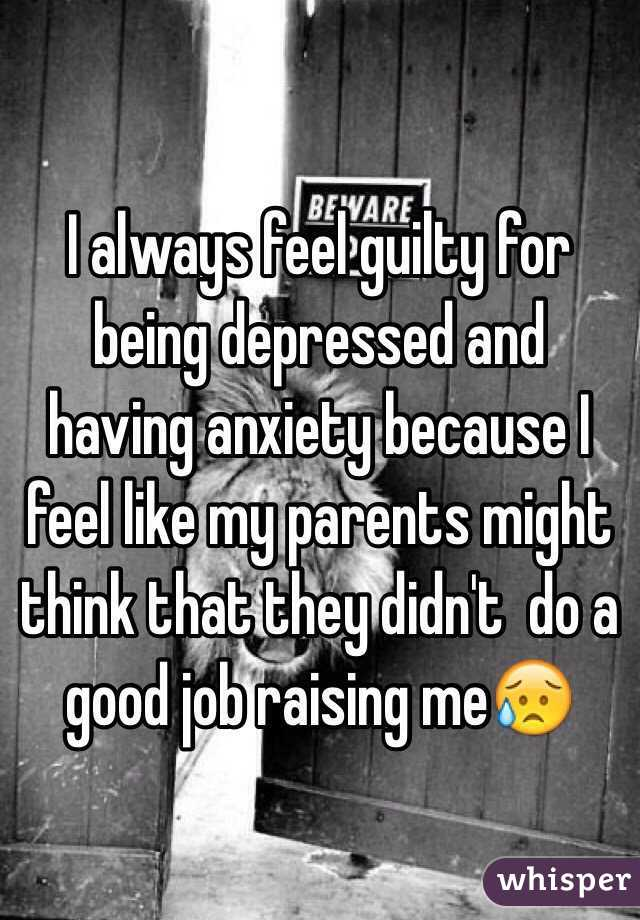 BEWARE
I always feel guilty for
being depressed and
having anxiety because I
feel like my parents might
think that they didn't  do a
good job raising me😥
whisper